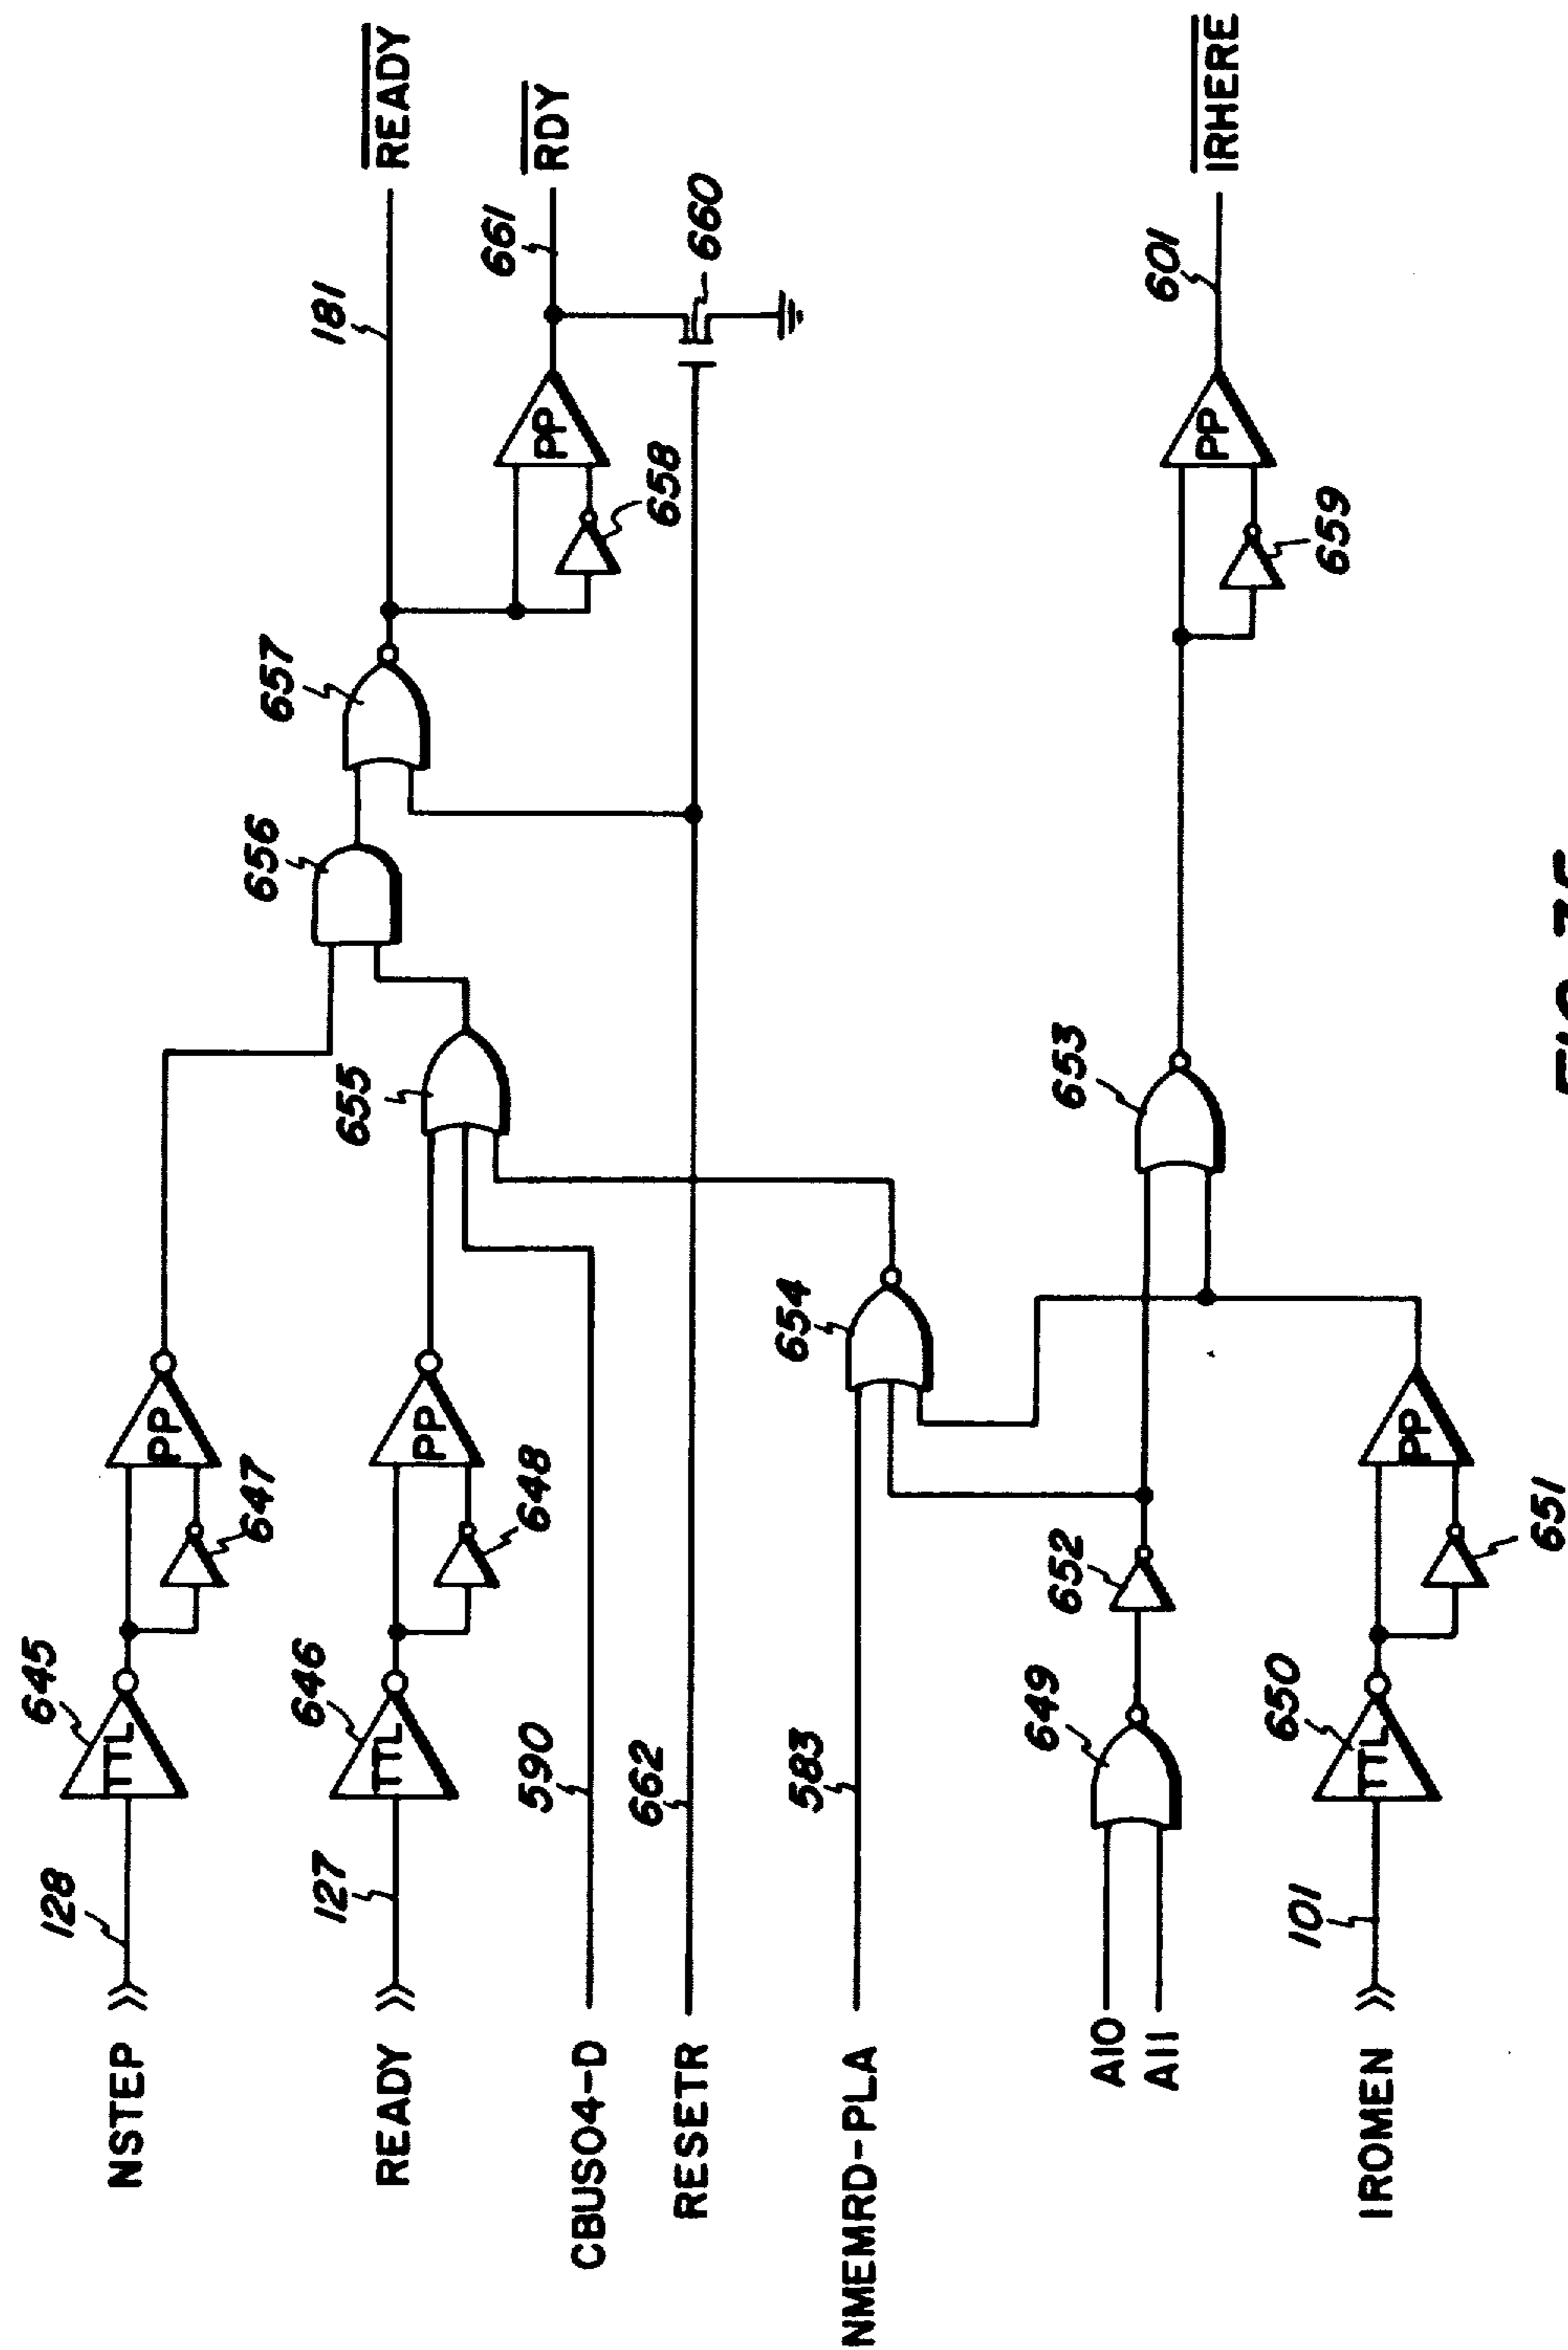 NSTEP
128
645
TTL
647
PP
READY
127
646
TTL
648
PP
655
656
657
181
READY
CBUS04-D
590
658
PP
661
RDY
660
RESETR
662
NMEMRD-PLA
583
654
A10
A11
649
652
653
659
PP
601
IRHERE
IROMEN
101
650
TTL
651
PP